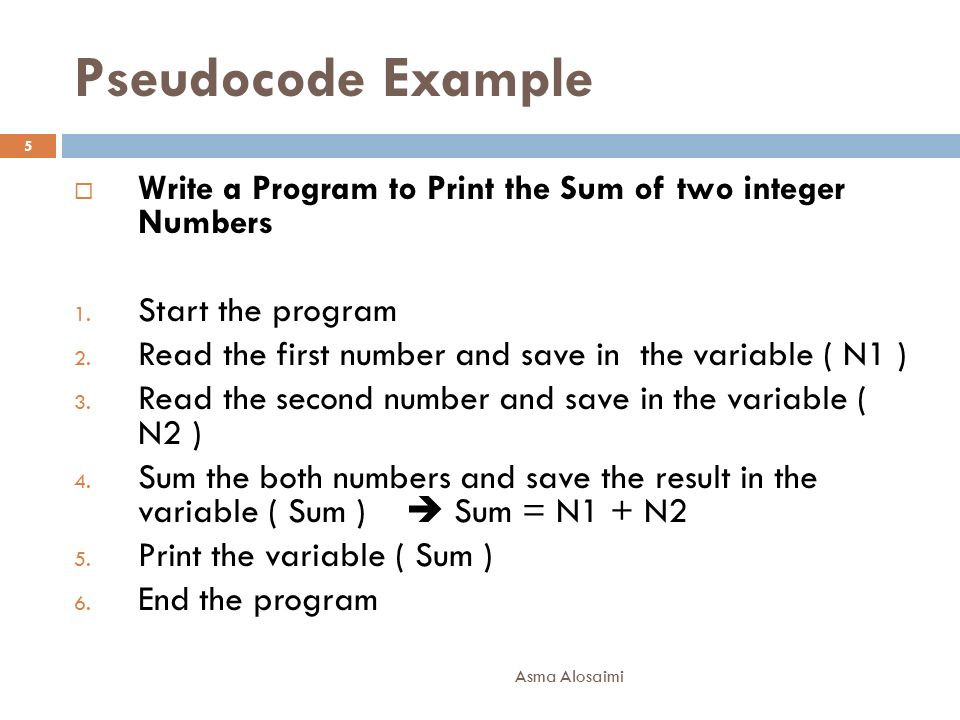 Pseudocode Example
5
Write a Program to Print the Sum of two integer
Numbers
1. Start the program
2. Read the first number and save in the variable ( N1 )
3. Read the second number and save in the variable (
N2 )
4. Sum the both numbers and save the result in the
variable ( Sum ) 🡺 Sum = N1 + N2
5. Print the variable ( Sum )
6. End the program
Asma Alosaimi